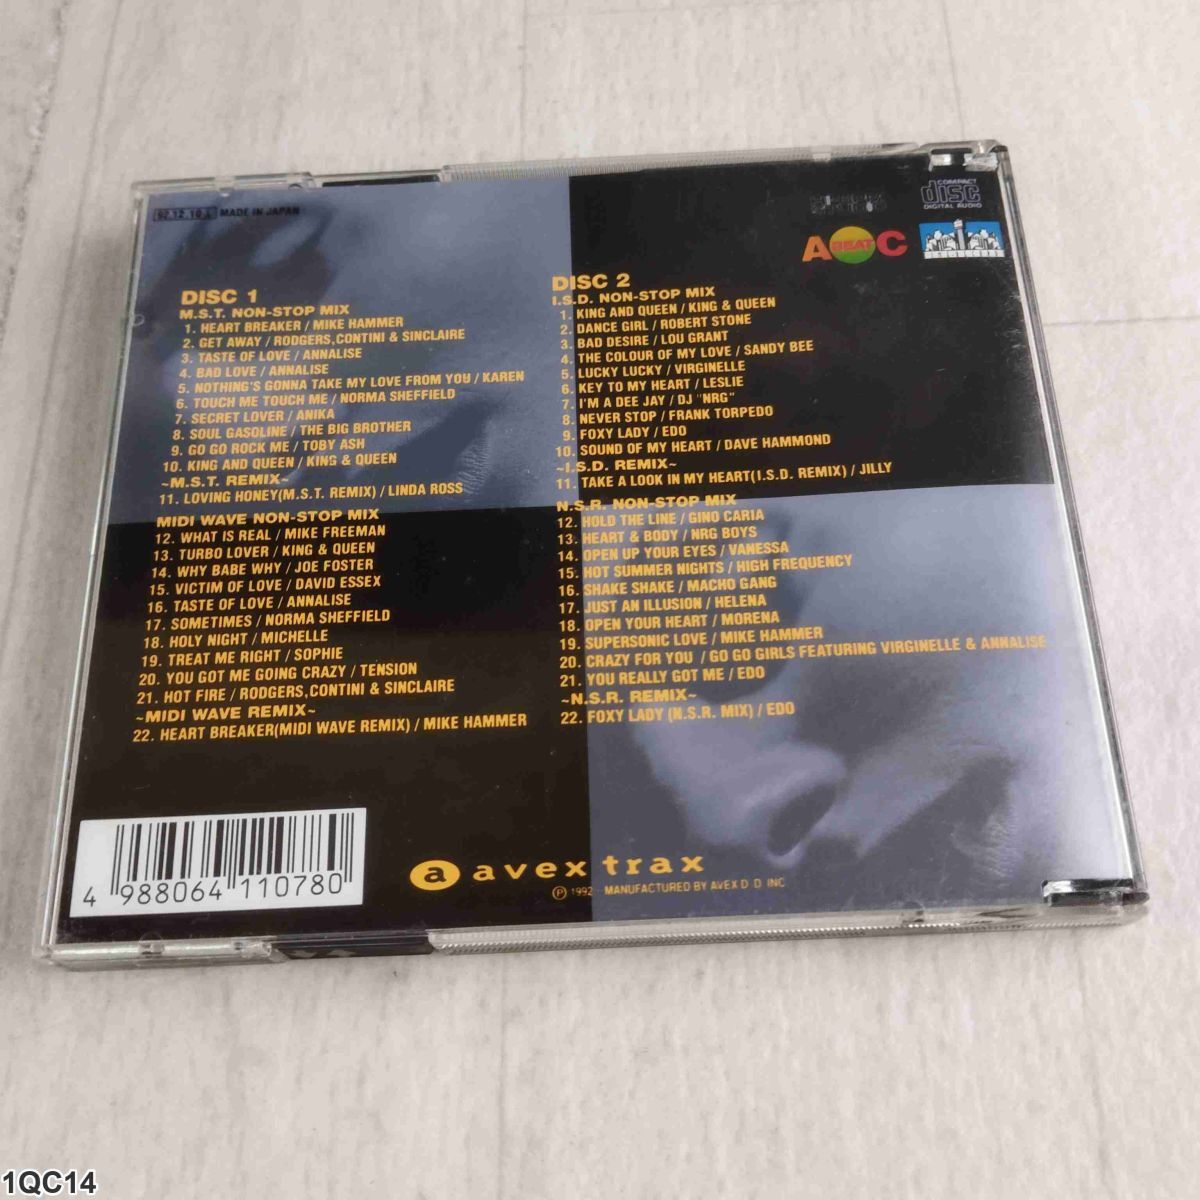 92.12.10.L MADE IN JAPAN
COMPACT
disc
DIGITAL AUDIO
A BEAT C
DISC 1
M.S.T. NON-STOP MIX
1. HEART BREAKER / MIKE HAMMER
2. GET AWAY / RODGERS,CONTINI & SINCLAIRE
3. TASTE OF LOVE / ANNALISE
4. BAD LOVE / ANNALISE
5. NOTHING'S GONNA TAKE MY LOVE FROM YOU / KAREN
6. TOUCH ME TOUCH ME / NORMA SHEFFIELD
7. SECRET LOVER / ANIKA
8. SOUL GASOLINE / THE BIG BROTHER
9. GO GO ROCK ME / TOBY ASH
10. KING AND QUEEN / KING & QUEEN
~M.S.T. REMIX~
11. LOVING HONEY(M.S.T. REMIX) / LINDA ROSS
MIDI WAVE NON-STOP MIX
12. WHAT IS REAL / MIKE FREEMAN
13. TURBO LOVER / KING & QUEEN
14. WHY BABE WHY / JOE FOSTER
15. VICTIM OF LOVE / DAVID ESSEX
16. TASTE OF LOVE / ANNALISE
17. SOMETIMES / NORMA SHEFFIELD
18. HOLY NIGHT / MICHELLE
19. TREAT ME RIGHT / SOPHIE
20. YOU GOT ME GOING CRAZY / TENSION
21. HOT FIRE / RODGERS,CONTINI & SINCLAIRE
~MIDI WAVE REMIX~
22. HEART BREAKER(MIDI WAVE REMIX) / MIKE HAMMER
DISC 2
I.S.D. NON-STOP MIX
1. KING AND QUEEN / KING & QUEEN
2. DANCE GIRL / ROBERT STONE
3. BAD DESIRE / LOU GRANT
4. THE COLOUR OF MY LOVE / SANDY BEE
5. LUCKY LUCKY / VIRGINELLE
6. KEY TO MY HEART / LESLIE
7. I'M A DEE JAY / DJ "NRG"
8. NEVER STOP / FRANK TORPEDO
9. FOXY LADY / EDO
10. SOUND OF MY HEART / DAVE HAMMOND
~I.S.D. REMIX~
11. TAKE A LOOK IN MY HEART(I.S.D. REMIX) / JILLY
N.S.R. NON-STOP MIX
12. HOLD THE LINE / GINO CARIA
13. HEART & BODY / NRG BOYS
14. OPEN UP YOUR EYES / VANESSA
15. HOT SUMMER NIGHTS / HIGH FREQUENCY
16. SHAKE SHAKE / MACHO GANG
17. JUST AN ILLUSION / HELENA
18. OPEN YOUR HEART / MORENA
19. SUPERSONIC LOVE / MIKE HAMMER
20. CRAZY FOR YOU / GO GO GIRLS FEATURING VIRGINELLE & ANNALISE
21. YOU REALLY GOT ME / EDO
~N.S.R. REMIX~
22. FOXY LADY (N.S.R. MIX) / EDO
4 988064 110780
a avex trax
Ⓟ 1992 · MANUFACTURED BY AVEX D.D. INC.
1QC14